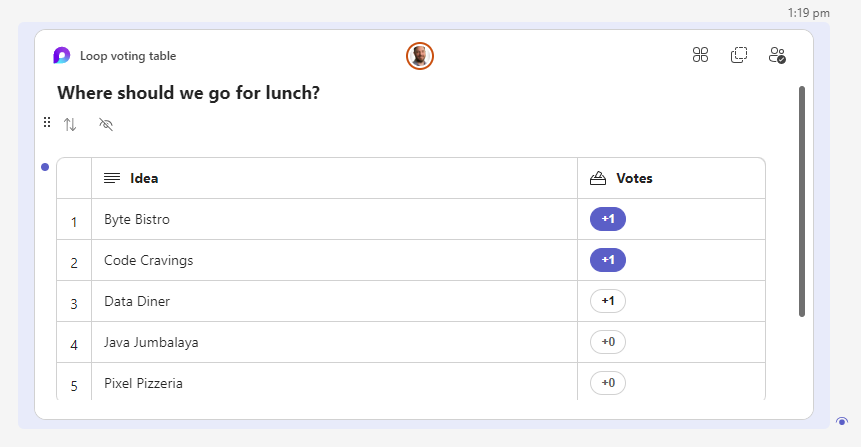 1:19 pm
Loop voting table
Where should we go for lunch?
Idea Votes
1 Byte Bistro +1
2 Code Cravings +1
3 Data Diner +1
4 Java Jumbalaya +0
5 Pixel Pizzeria +0